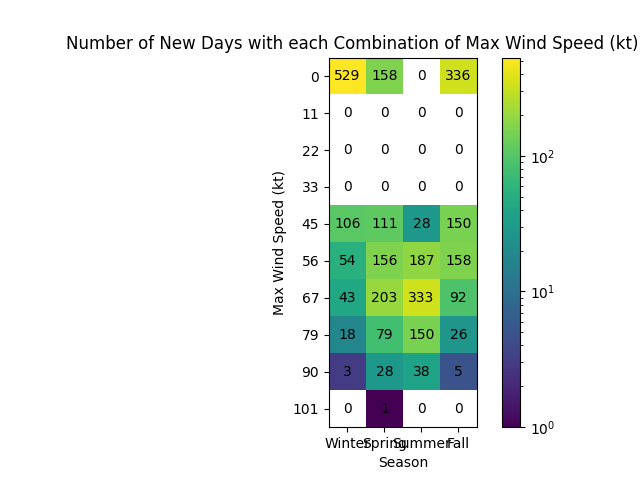 Number of New Days with each Combination of Max Wind Speed (kt)
0 529 158 0 336
11 0 0 0 0
22 0 0 0 0
33 0 0 0 0
45 106 111 28 150
56 54 156 187 158
67 43 203 333 92
79 18 79 150 26
90 3 28 38 5
101 0 1 0 0
Max Wind Speed (kt)
Winter Spring Summer Fall
Season
10²
10¹
10⁰